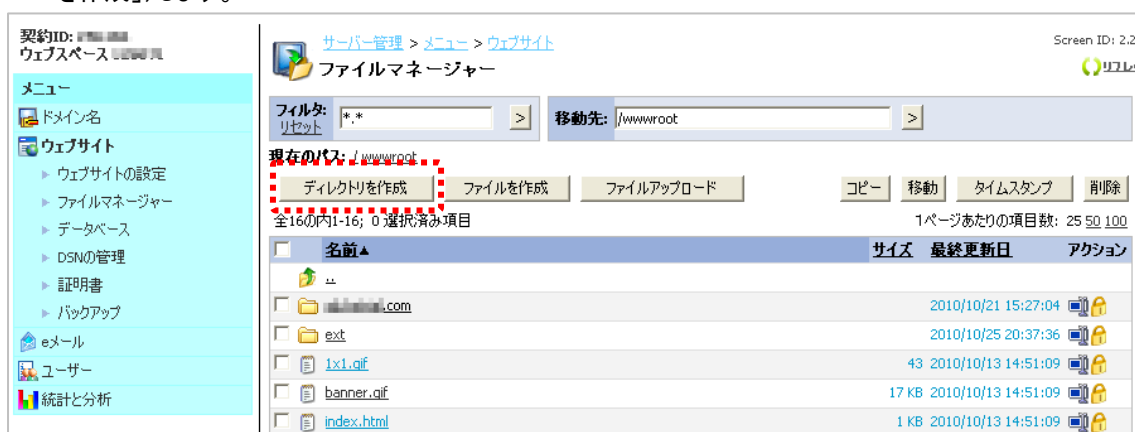 契約ID:
ウェブスペース
メニュー
ドメイン名
ウェブサイト
ウェブサイトの設定
ファイルマネージャー
データベース
DSNの管理
証明書
バックアップ
eメール
ユーザー
統計と分析
サーバー管理 > メニュー > ウェブサイト
ファイルマネージャー
Screen ID: 2.2
リフレ
フィルタ: *.* >
リセット
移動先: /wwwroot >
現在のパス: / wwwroot
ディレクトリを作成 ファイルを作成 ファイルアップロード コピー 移動 タイムスタンプ 削除
全16の内1-16; 0 選択済み項目 1ページあたりの項目数: 25 50 100
名前▲ サイズ 最終更新日 アクション
..
.com 2010/10/21 15:27:04
ext 2010/10/25 20:37:36
1x1.gif 43 2010/10/13 14:51:09
banner.gif 17 KB 2010/10/13 14:51:09
index.html 1 KB 2010/10/13 14:51:09